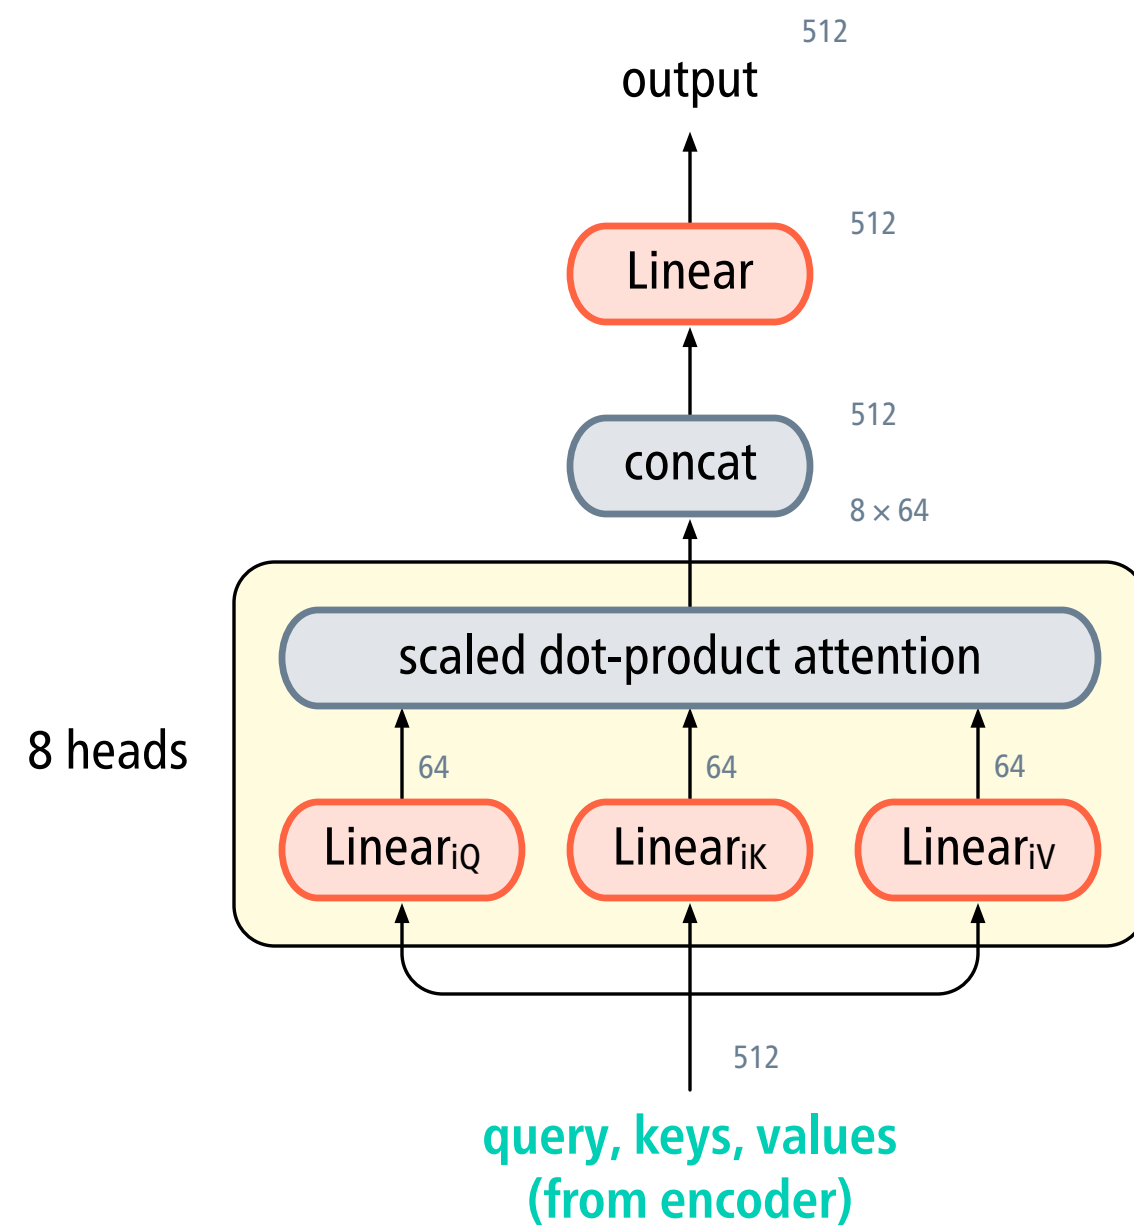 512
output
512
Linear
512
concat
8 × 64
scaled dot-product attention
8 heads
64 64 64
LineariQ LineariK LineariV
512
query, keys, values
(from encoder)